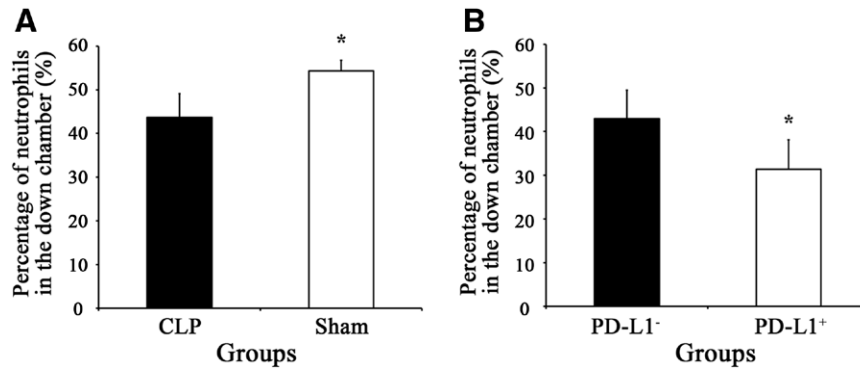 A
Percentage of neutrophils
in the down chamber (%)
60
50
40
30
20
10
0
*
CLP Sham
Groups
B
Percentage of neutrophils
in the down chamber (%)
60
50
40
30
20
10
0
*
PD-L1⁻ PD-L1⁺
Groups